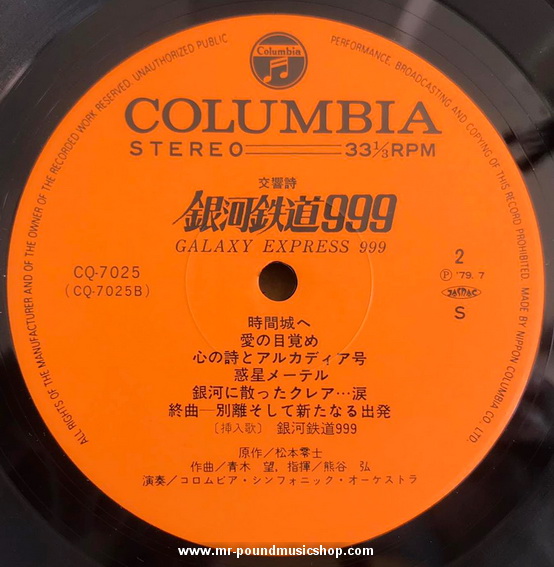 ALL RIGHTS OF THE MANUFACTURER AND OF THE OWNER OF THE RECORDED WORK RESERVED. UNAUTHORIZED PUBLIC PERFORMANCE, BROADCASTING AND COPYING OF THIS RECORD PROHIBITED. MADE BY NIPPON COLUMBIA CO., LTD.
Columbia
COLUMBIA
STEREO 33 1/3 RPM
交響詩
銀河鉄道999
GALAXY EXPRESS 999
CQ-7025
(CQ-7025B)
2
Ⓟ '79. 7
JASRAC
S
時間城へ
愛の目覚め
心の詩とアルカディア号
惑星メーテル
銀河に散ったクレア…涙
終曲—別離そして新たなる出発
〔挿入歌〕 銀河鉄道999
原作/松本零士
作曲/青木 望, 指揮/熊谷 弘
演奏/コロムビア・シンフォニック・オーケストラ
www.mr-poundmusicshop.com